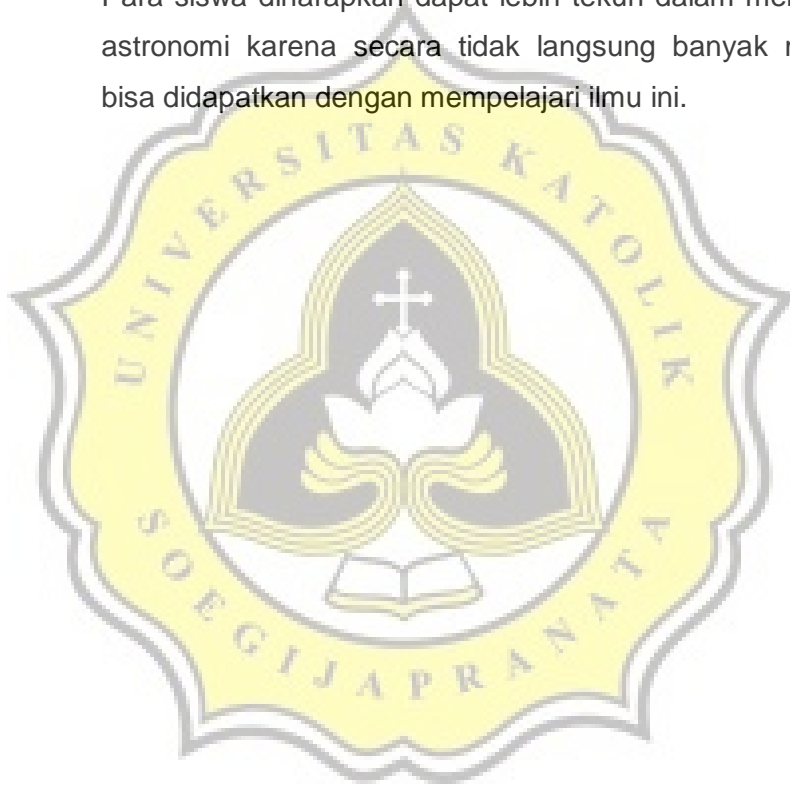 Para siswa diharapkan dapat lebih tekun dalam
astronomi karena secara tidak langsung banyak
bisa didapatkan dengan mempelajari ilmu ini.
UNIVERSITAS KATOLIK
SOEGIJAPRANATA